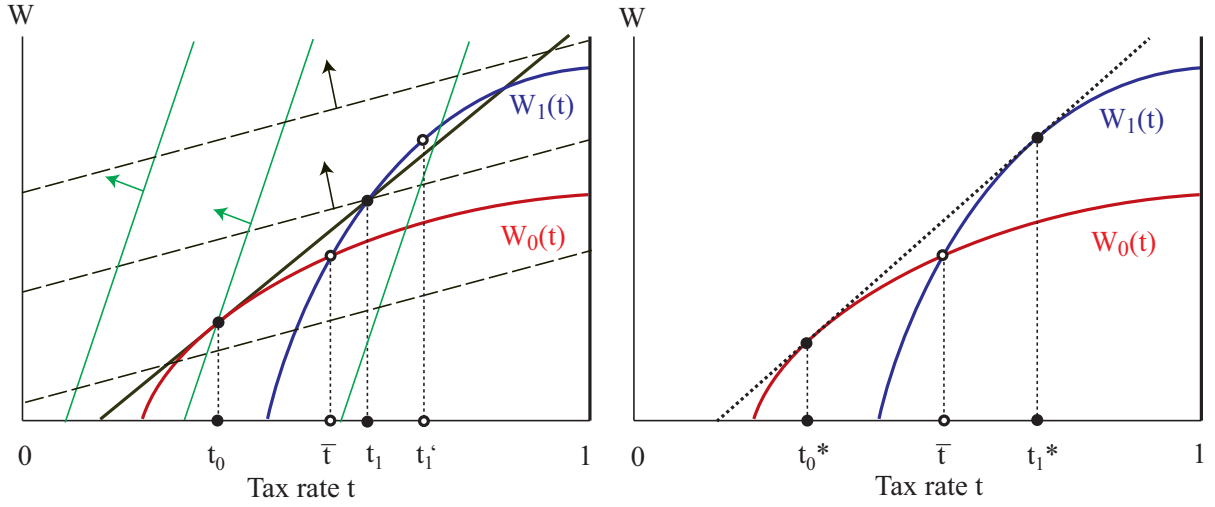 W
W₁(t)
W₀(t)
0
t₀
t̅
t₁
t₁‘
1
Tax rate t
W
W₁(t)
W₀(t)
0
t₀*
t̅
t₁*
1
Tax rate t